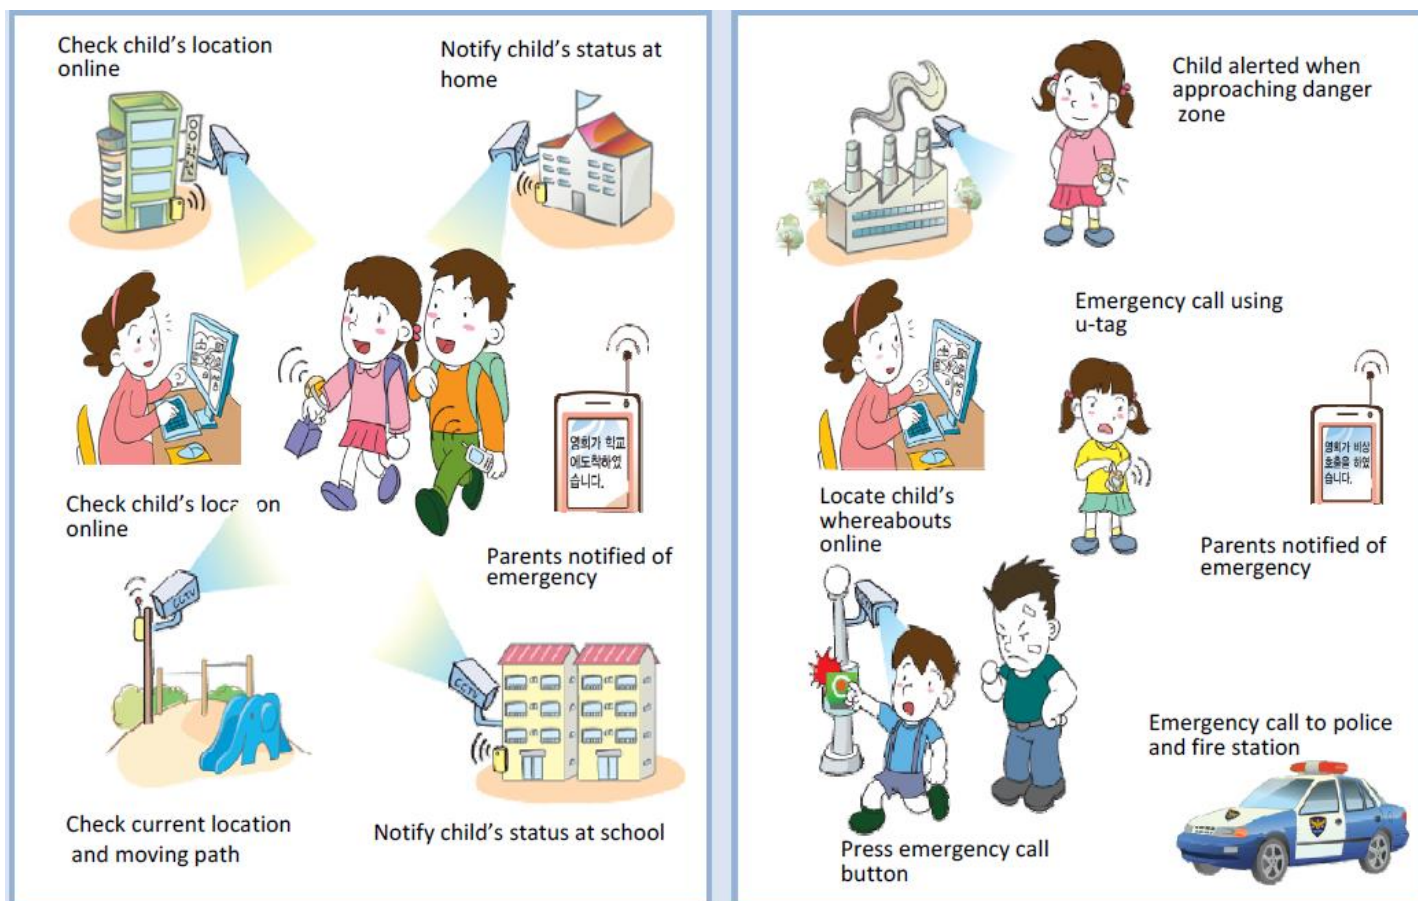 Check child's location
online
Notify child's status at
home
영희가 학교
에도착하였
습니다.
Check child's loca on
online
Parents notified of
emergency
CCTV
CCTV
Check current location
and moving path
Notify child's status at school
Child alerted when
approaching danger
zone
Emergency call using
u-tag
영희가 비상
호출을 하였
습니다.
Locate child's
whereabouts
online
Parents notified of
emergency
Emergency call to police
and fire station
Press emergency call
button